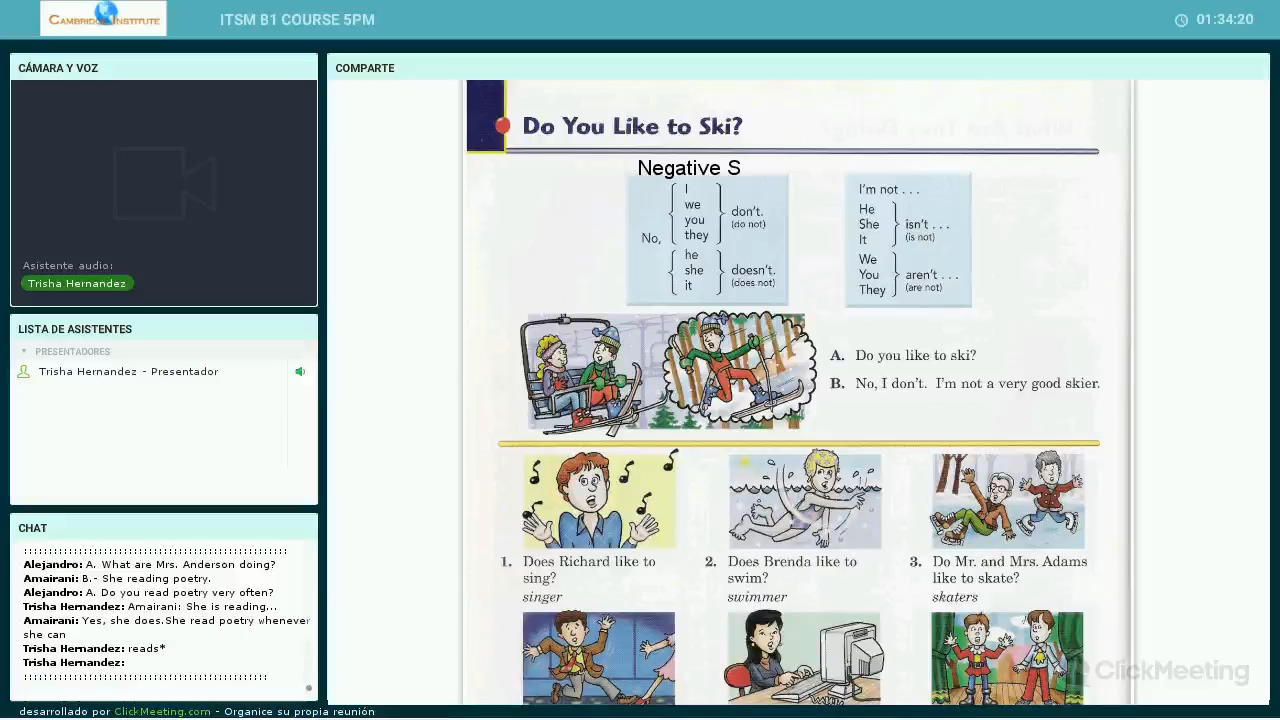 CAMBRIDGE INSTITUTE
ITSM B1 COURSE 5PM
01:34:20
CÁMARA Y VOZ
Asistente audio:
Trisha Hernandez
LISTA DE ASISTENTES
PRESENTADORES
Trisha Hernandez - Presentador
CHAT
::::::::::::::::::::::::::::::::::::::::::::::::::::
Alejandro: A. What are Mrs. Anderson doing?
Amairani: B.- She reading poetry.
Alejandro: A. Do you read poetry very often?
Trisha Hernandez: Amairani: She is reading...
Amairani: Yes, she does.She read poetry whenever
she can
Trisha Hernandez: reads*
Trisha Hernandez:
::::::::::::::::::::::::::::::::::::::::::::::::
COMPARTE
Do You Like to Ski?
Negative S
No,
I
we
you
they
don't.
(do not)
he
she
it
doesn't.
(does not)
I'm not . . .
He
She
It
isn't . . .
(is not)
We
You
They
aren't . . .
(are not)
A. Do you like to ski?
B. No, I don't. I'm not a very good skier.
1. Does Richard like to
sing?
singer
2. Does Brenda like to
swim?
swimmer
3. Do Mr. and Mrs. Adams
like to skate?
skaters
ClickMeeting
desarrollado por ClickMeeting.com - Organice su propia reunión